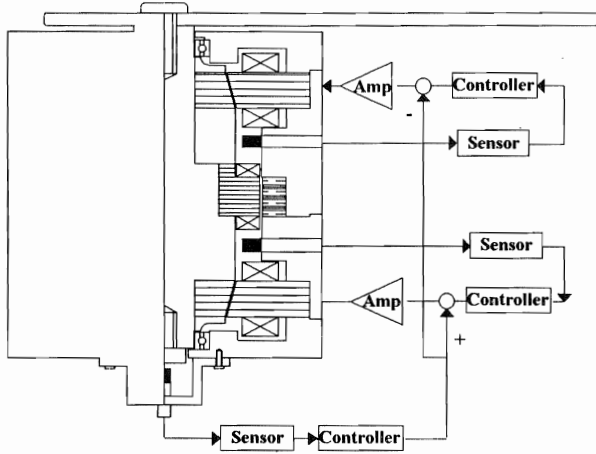 Amp
Controller
-
Sensor
Sensor
Amp
Controller
+
Sensor
Controller